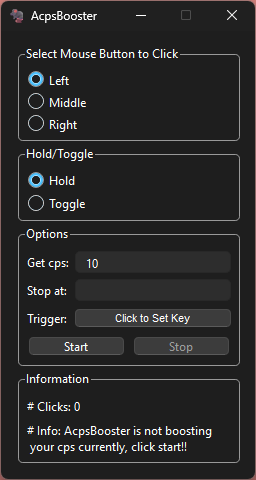 AcpsBooster
Select Mouse Button to Click
Left
Middle
Right
Hold/Toggle
Hold
Toggle
Options
Get cps: 10
Stop at:
Trigger: Click to Set Key
Start Stop
Information
# Clicks: 0
# Info: AcpsBooster is not boosting
your cps currently, click start!!